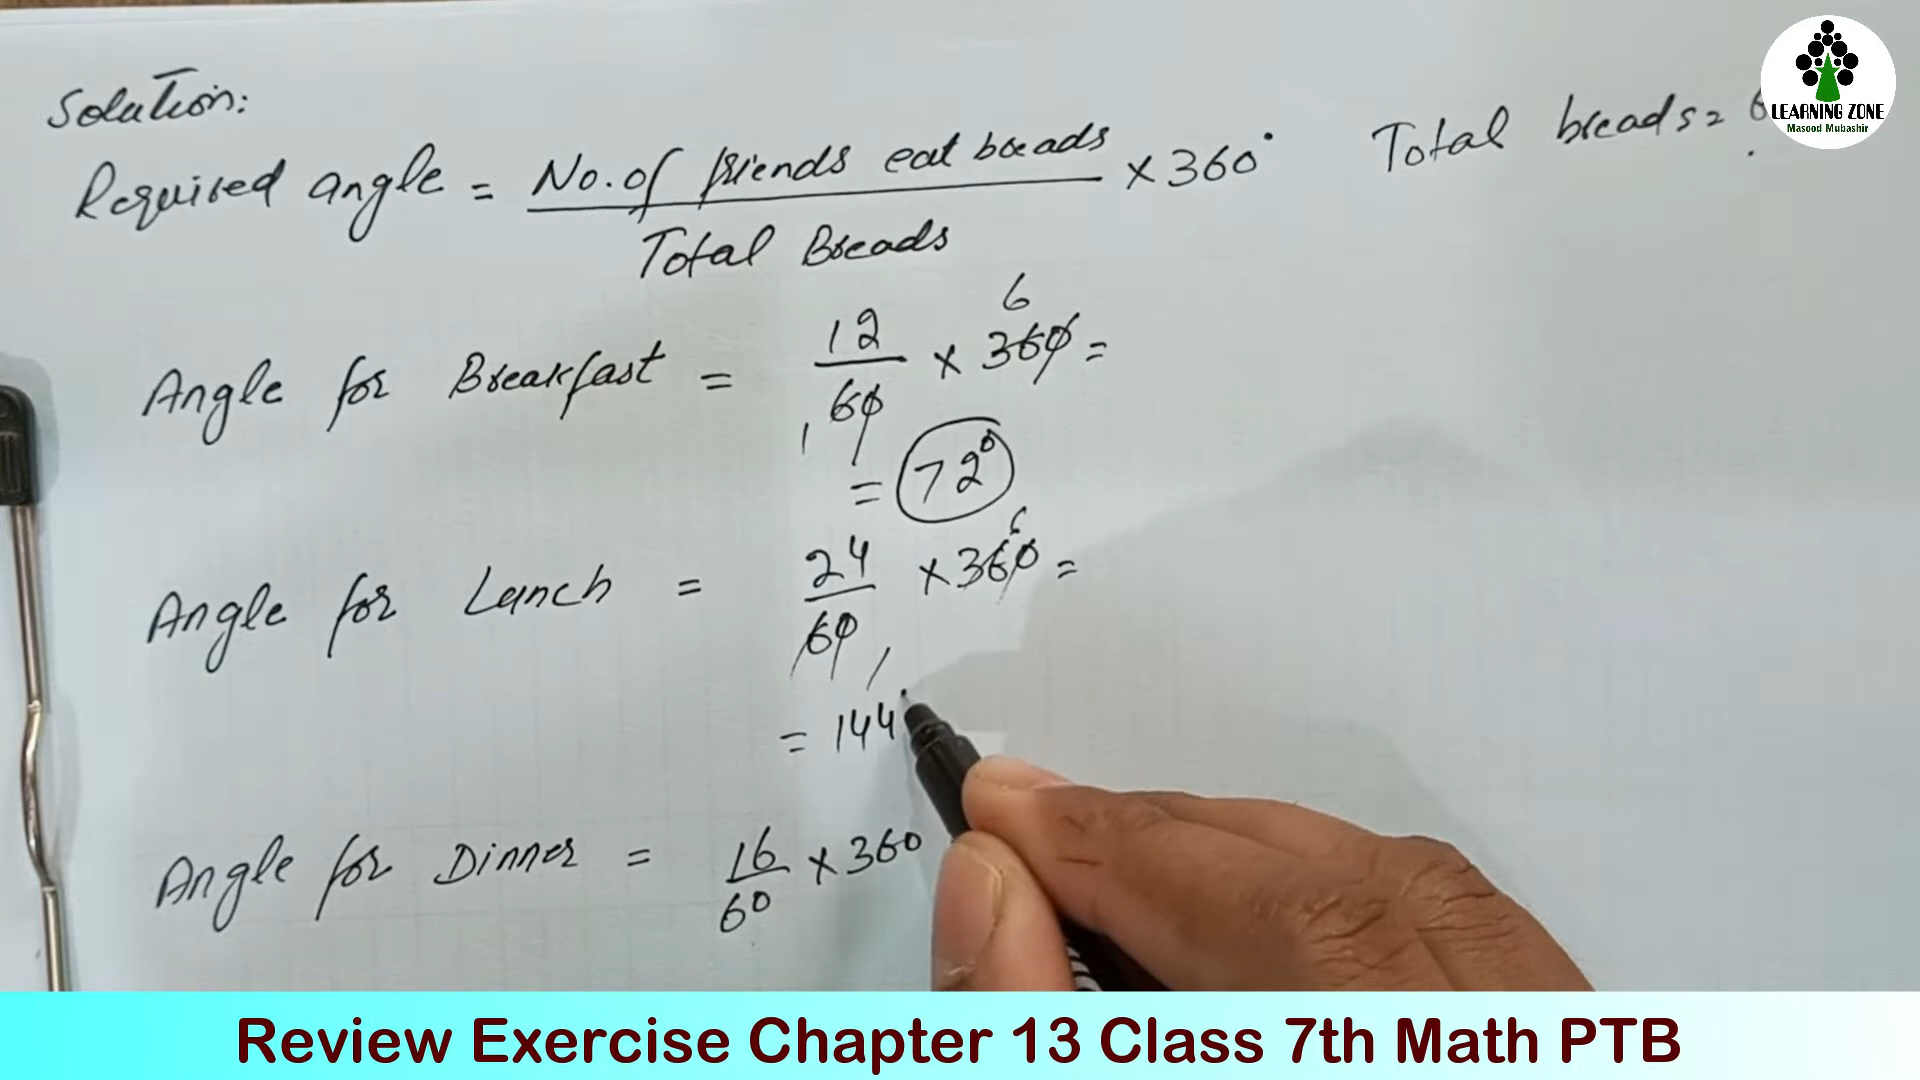 LEARNING ZONE
Masood Mubashir
Solution:
Required angle = No. of friends eat breads / Total Breads × 360°
Total breads = 6
Angle for Breakfast = 12/60 × 360 =
6
1
= 72°
Angle for Lunch = 24/60 × 360 =
6
1
= 144
Angle for Dinner = 16/60 × 360
Review Exercise Chapter 13 Class 7th Math PTB